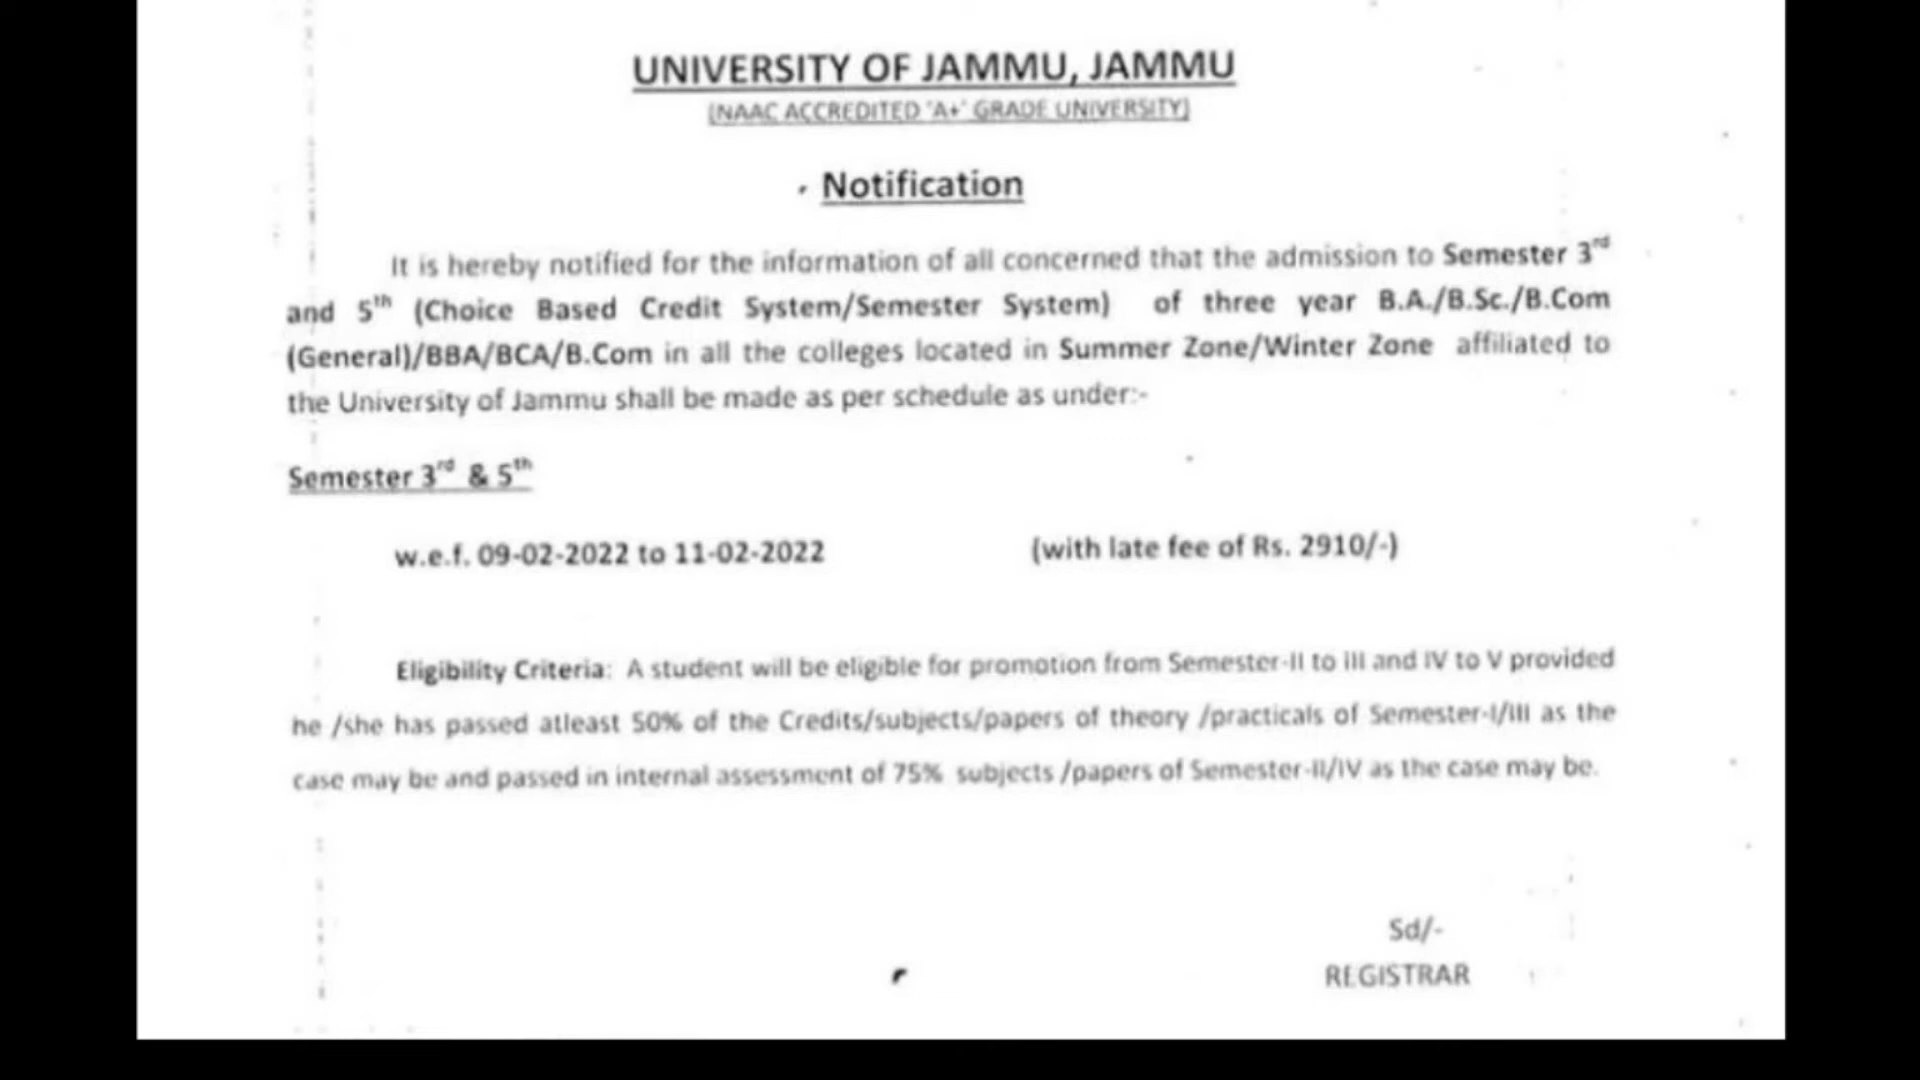 UNIVERSITY OF JAMMU, JAMMU
(NAAC ACCREDITED 'A+' GRADE UNIVERSITY)
Notification
It is hereby notified for the information of all concerned that the admission to Semester 3rd
and 5th (Choice Based Credit System/Semester System) of three year B.A./B.Sc./B.Com
(General)/BBA/BCA/B.Com in all the colleges located in Summer Zone/Winter Zone affiliated to
the University of Jammu shall be made as per schedule as under:-
Semester 3rd & 5th
w.e.f. 09-02-2022 to 11-02-2022 (with late fee of Rs. 2910/-)
Eligibility Criteria: A student will be eligible for promotion from Semester-II to III and IV to V provided
he /she has passed atleast 50% of the Credits/subjects/papers of theory /practicals of Semester-I/III as the
case may be and passed in internal assessment of 75% subjects /papers of Semester-II/IV as the case may be.
Sd/-
REGISTRAR